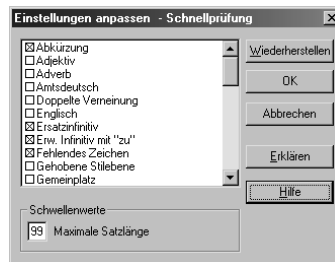 Einstellungen anpassen - Schnellprüfung
Abkürzung
Adjektiv
Adverb
Amtsdeutsch
Doppelte Verneinung
Englisch
Ersatzinfinitiv
Erw. Infinitiv mit "zu"
Fehlendes Zeichen
Gehobene Stilebene
Gemeinplatz
Wiederherstellen
OK
Abbrechen
Erklären
Hilfe
Schwellenwerte
99 Maximale Satzlänge